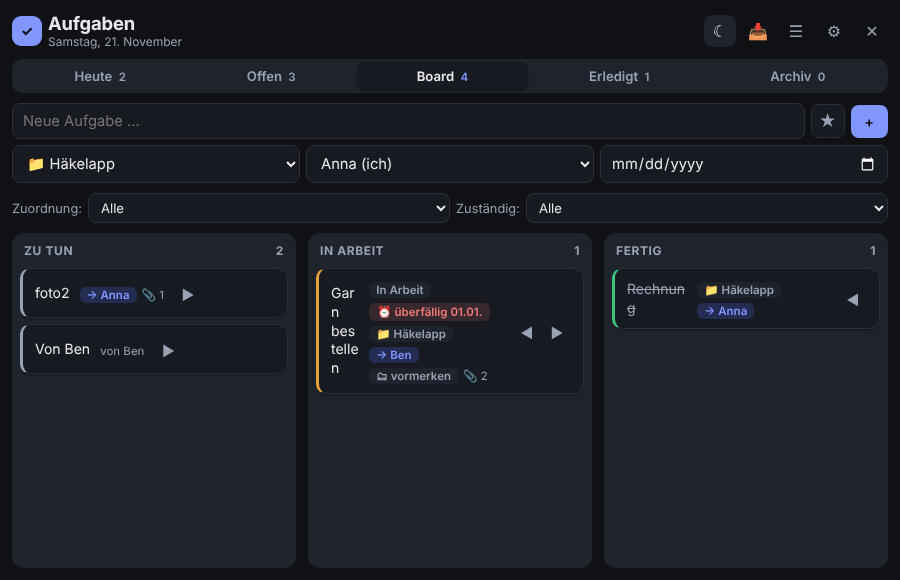 Aufgaben
Samstag, 21. November
Heute 2
Offen 3
Board 4
Erledigt 1
Archiv 0
Neue Aufgabe ...
Häkelapp
Anna (ich)
mm/dd/yyyy
Zuordnung: Alle
Zuständig: Alle
ZU TUN 2
foto2 → Anna 1
Von Ben von Ben
IN ARBEIT 1
Gar
n
bes
telle
n
In Arbeit
überfällig 01.01.
Häkelapp
→ Ben
vormerken 2
FERTIG 1
Rechnun
g
Häkelapp
→ Anna